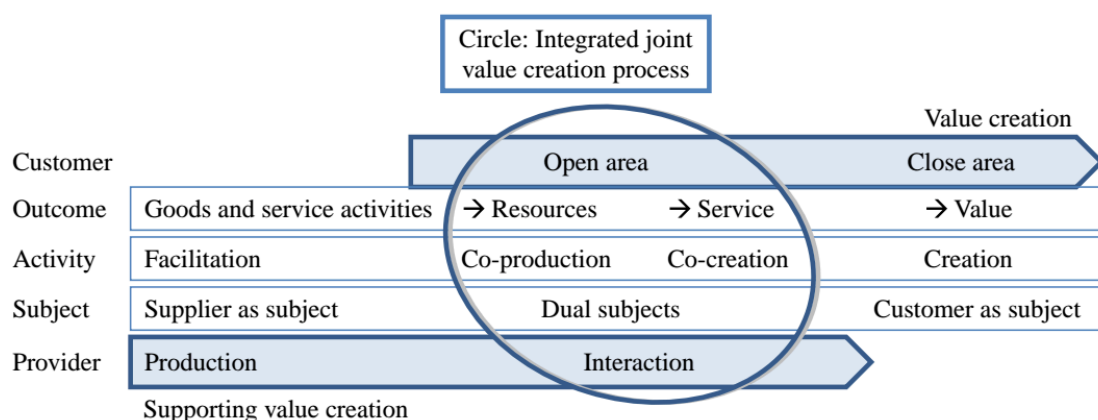 Circle: Integrated joint
value creation process
Value creation
Customer Open area Close area
Outcome Goods and service activities → Resources → Service → Value
Activity Facilitation Co-production Co-creation Creation
Subject Supplier as subject Dual subjects Customer as subject
Provider Production Interaction
Supporting value creation